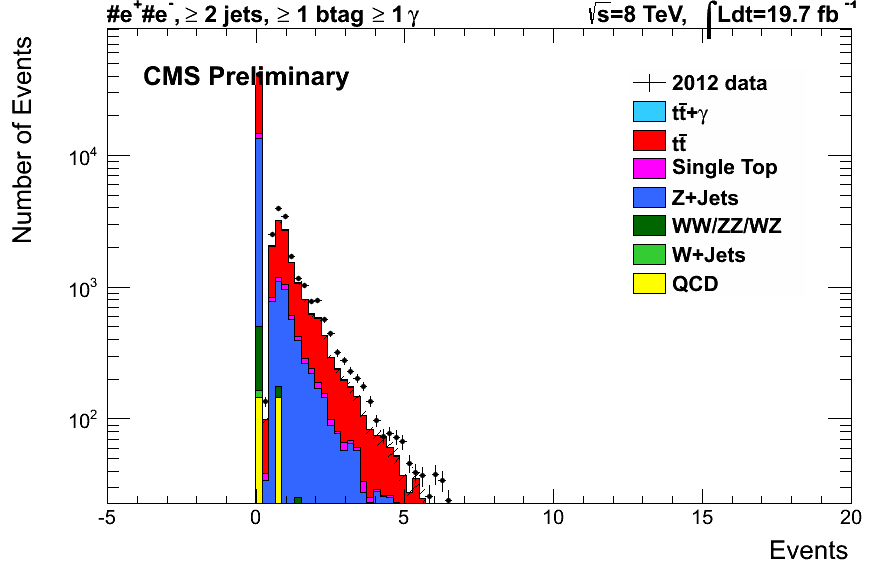 #e⁺#e⁻, ≥ 2 jets, ≥ 1 btag ≥ 1 γ
√s=8 TeV, ∫Ldt=19.7 fb⁻¹
CMS Preliminary
Number of Events
2012 data
tt̄+γ
tt̄
Single Top
Z+Jets
WW/ZZ/WZ
W+Jets
QCD
10⁴
10³
10²
-5 0 5 10 15 20
Events